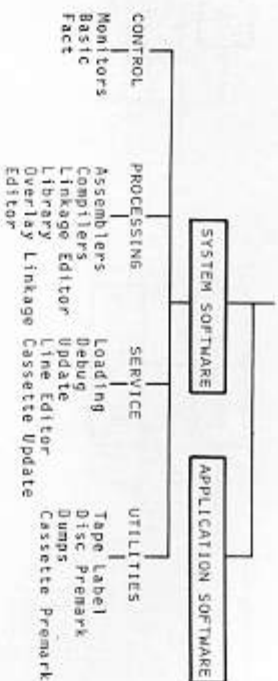 SYSTEM SOFTWARE
APPLICATION SOFTWARE
CONTROL
Monitors
Basic
Fact
PROCESSING
Assemblers
Compilers
Linkage Editor
Library
Overlay Linkage
Editor
SERVICE
Loading
Debug
Update
Line Editor
Cassette Update
UTILITIES
Tape Label
Disc Premark
Dumps
Cassette Premark